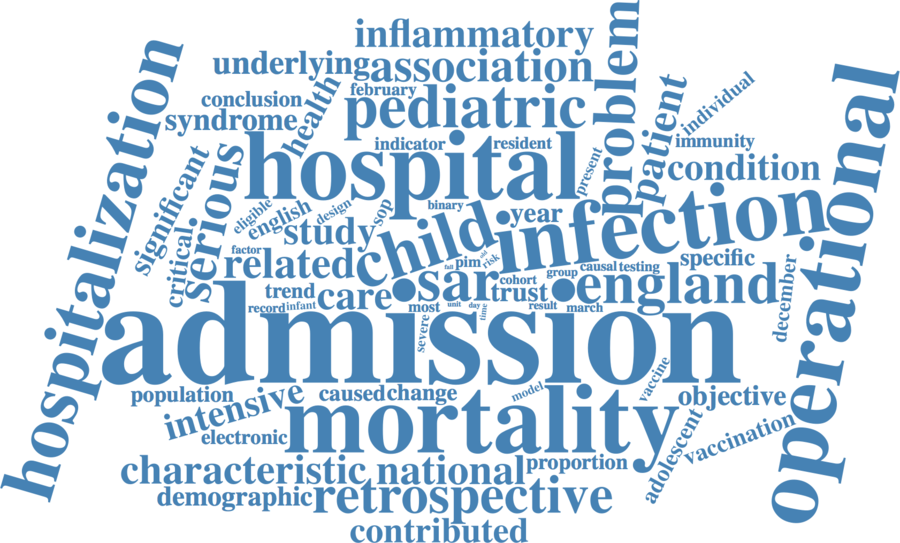 inflammatory
underlying
association
problem
operational
hospitalization
conclusion
health
february
syndrome
pediatric
patient
individual
indicator
resident
immunity
hospital
present
condition
significant
serious
eligible
english
design
sop
binary
year
study
child
infection
critical
factor
related
old
risk
full
pim
cohort
group
causal
testing
specific
december
trend
care
sar
trust
england
record
infant
most
unit
day
time
result
march
severe
admission
population
intensive
caused
change
model
vaccine
objective
electronic
mortality
adolescent
vaccination
characteristic
national
proportion
demographic
retrospective
contributed